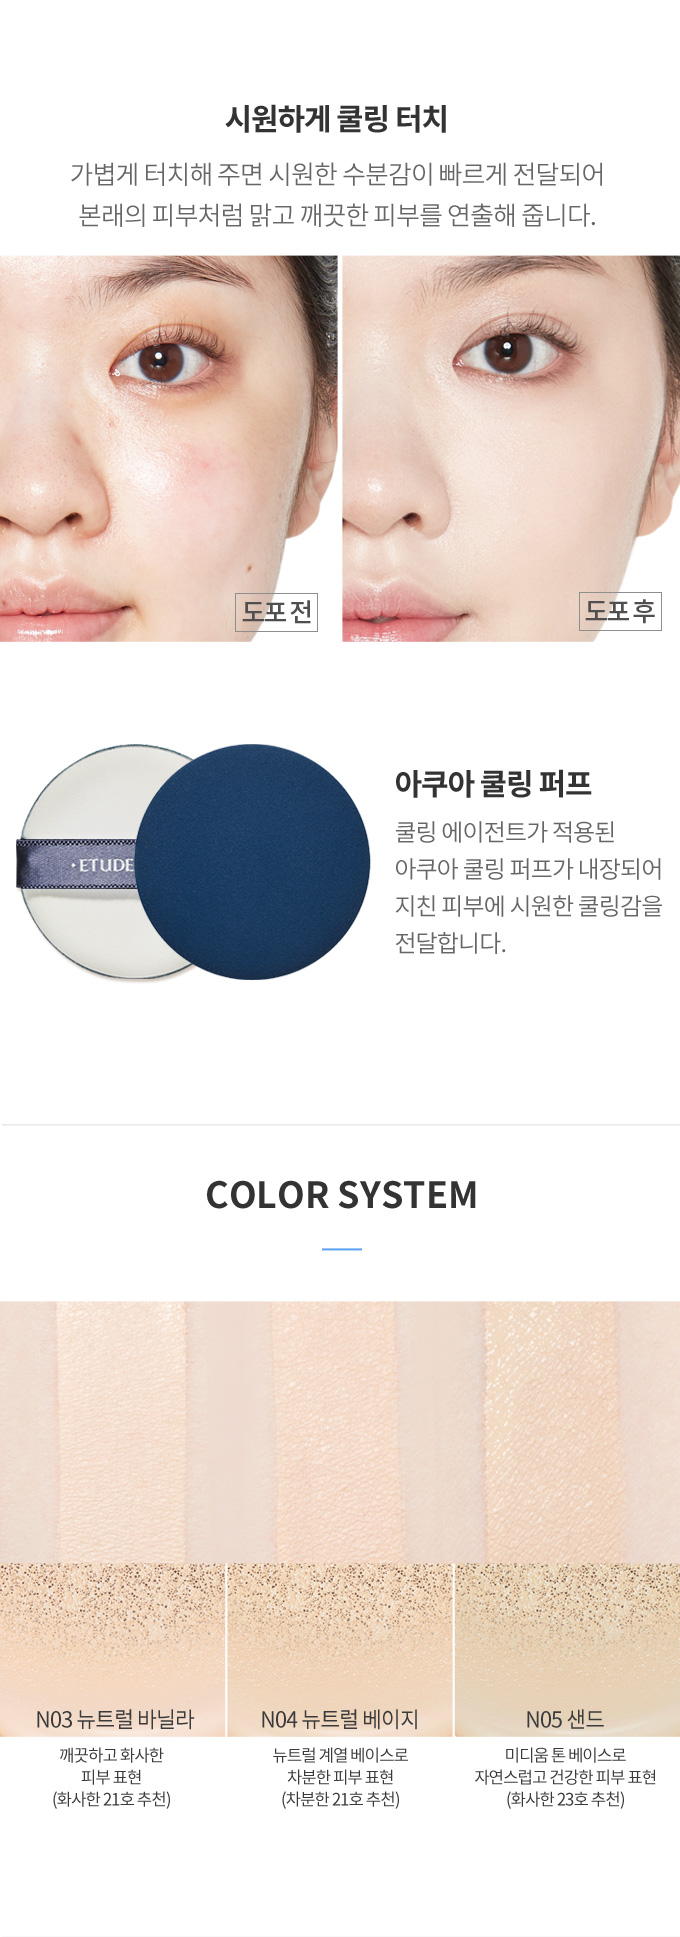 시원하게 쿨링 터치
가볍게 터치해 주면 시원한 수분감이 빠르게 전달되어
본래의 피부처럼 맑고 깨끗한 피부를 연출해 줍니다.
도포 전
도포 후
ETUDE
아쿠아 쿨링 퍼프
쿨링 에이전트가 적용된
아쿠아 쿨링 퍼프가 내장되어
지친 피부에 시원한 쿨링감을
전달합니다.
COLOR SYSTEM
N03 뉴트럴 바닐라
깨끗하고 화사한
피부 표현
(화사한 21호 추천)
N04 뉴트럴 베이지
뉴트럴 계열 베이스로
차분한 피부 표현
(차분한 21호 추천)
N05 샌드
미디움 톤 베이스로
자연스럽고 건강한 피부 표현
(화사한 23호 추천)